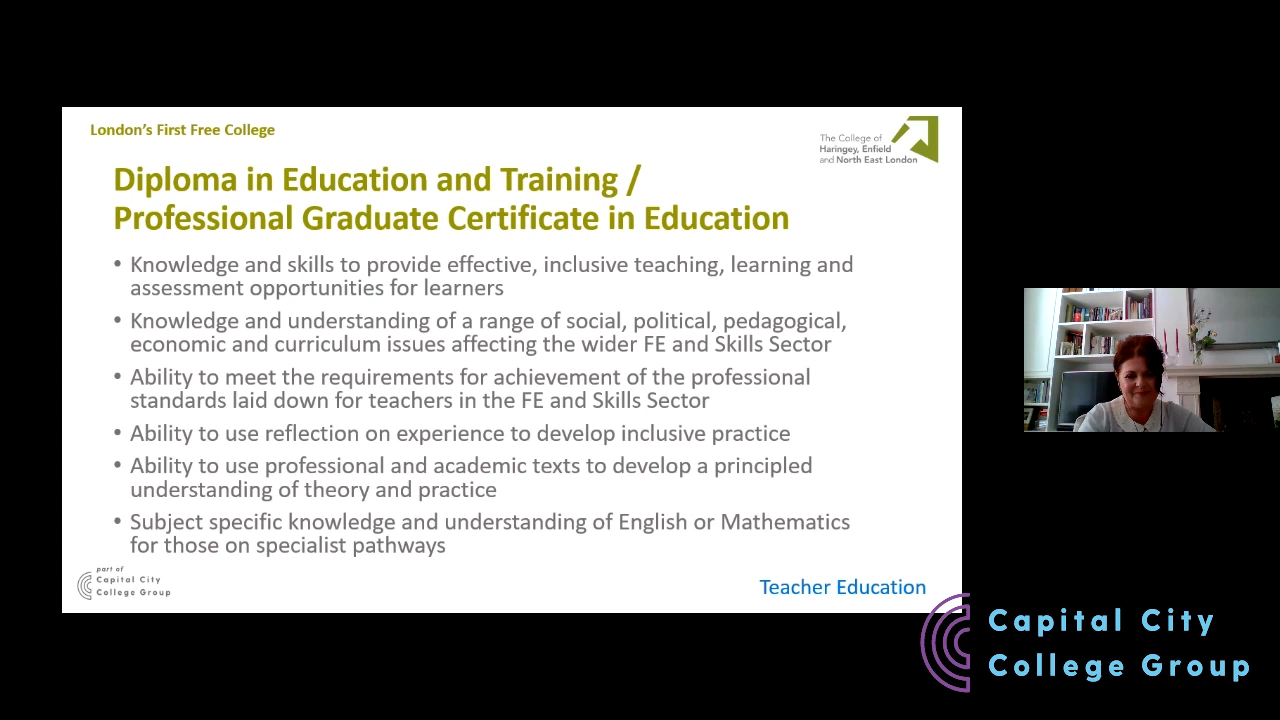 London's First Free College
The College of
Haringey, Enfield
and North East London
Diploma in Education and Training /
Professional Graduate Certificate in Education
• Knowledge and skills to provide effective, inclusive teaching, learning and
assessment opportunities for learners
• Knowledge and understanding of a range of social, political, pedagogical,
economic and curriculum issues affecting the wider FE and Skills Sector
• Ability to meet the requirements for achievement of the professional
standards laid down for teachers in the FE and Skills Sector
• Ability to use reflection on experience to develop inclusive practice
• Ability to use professional and academic texts to develop a principled
understanding of theory and practice
• Subject specific knowledge and understanding of English or Mathematics
for those on specialist pathways
part of
Capital City
College Group
Teacher Education
Capital City
College Group